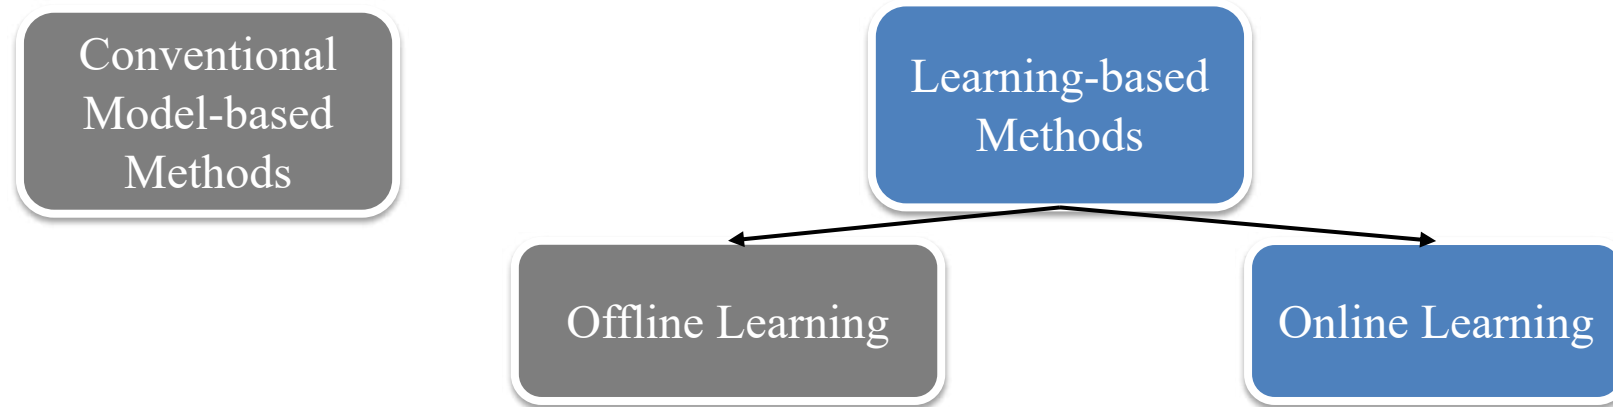 Conventional
Model-based
Methods
Learning-based
Methods
Offline Learning
Online Learning